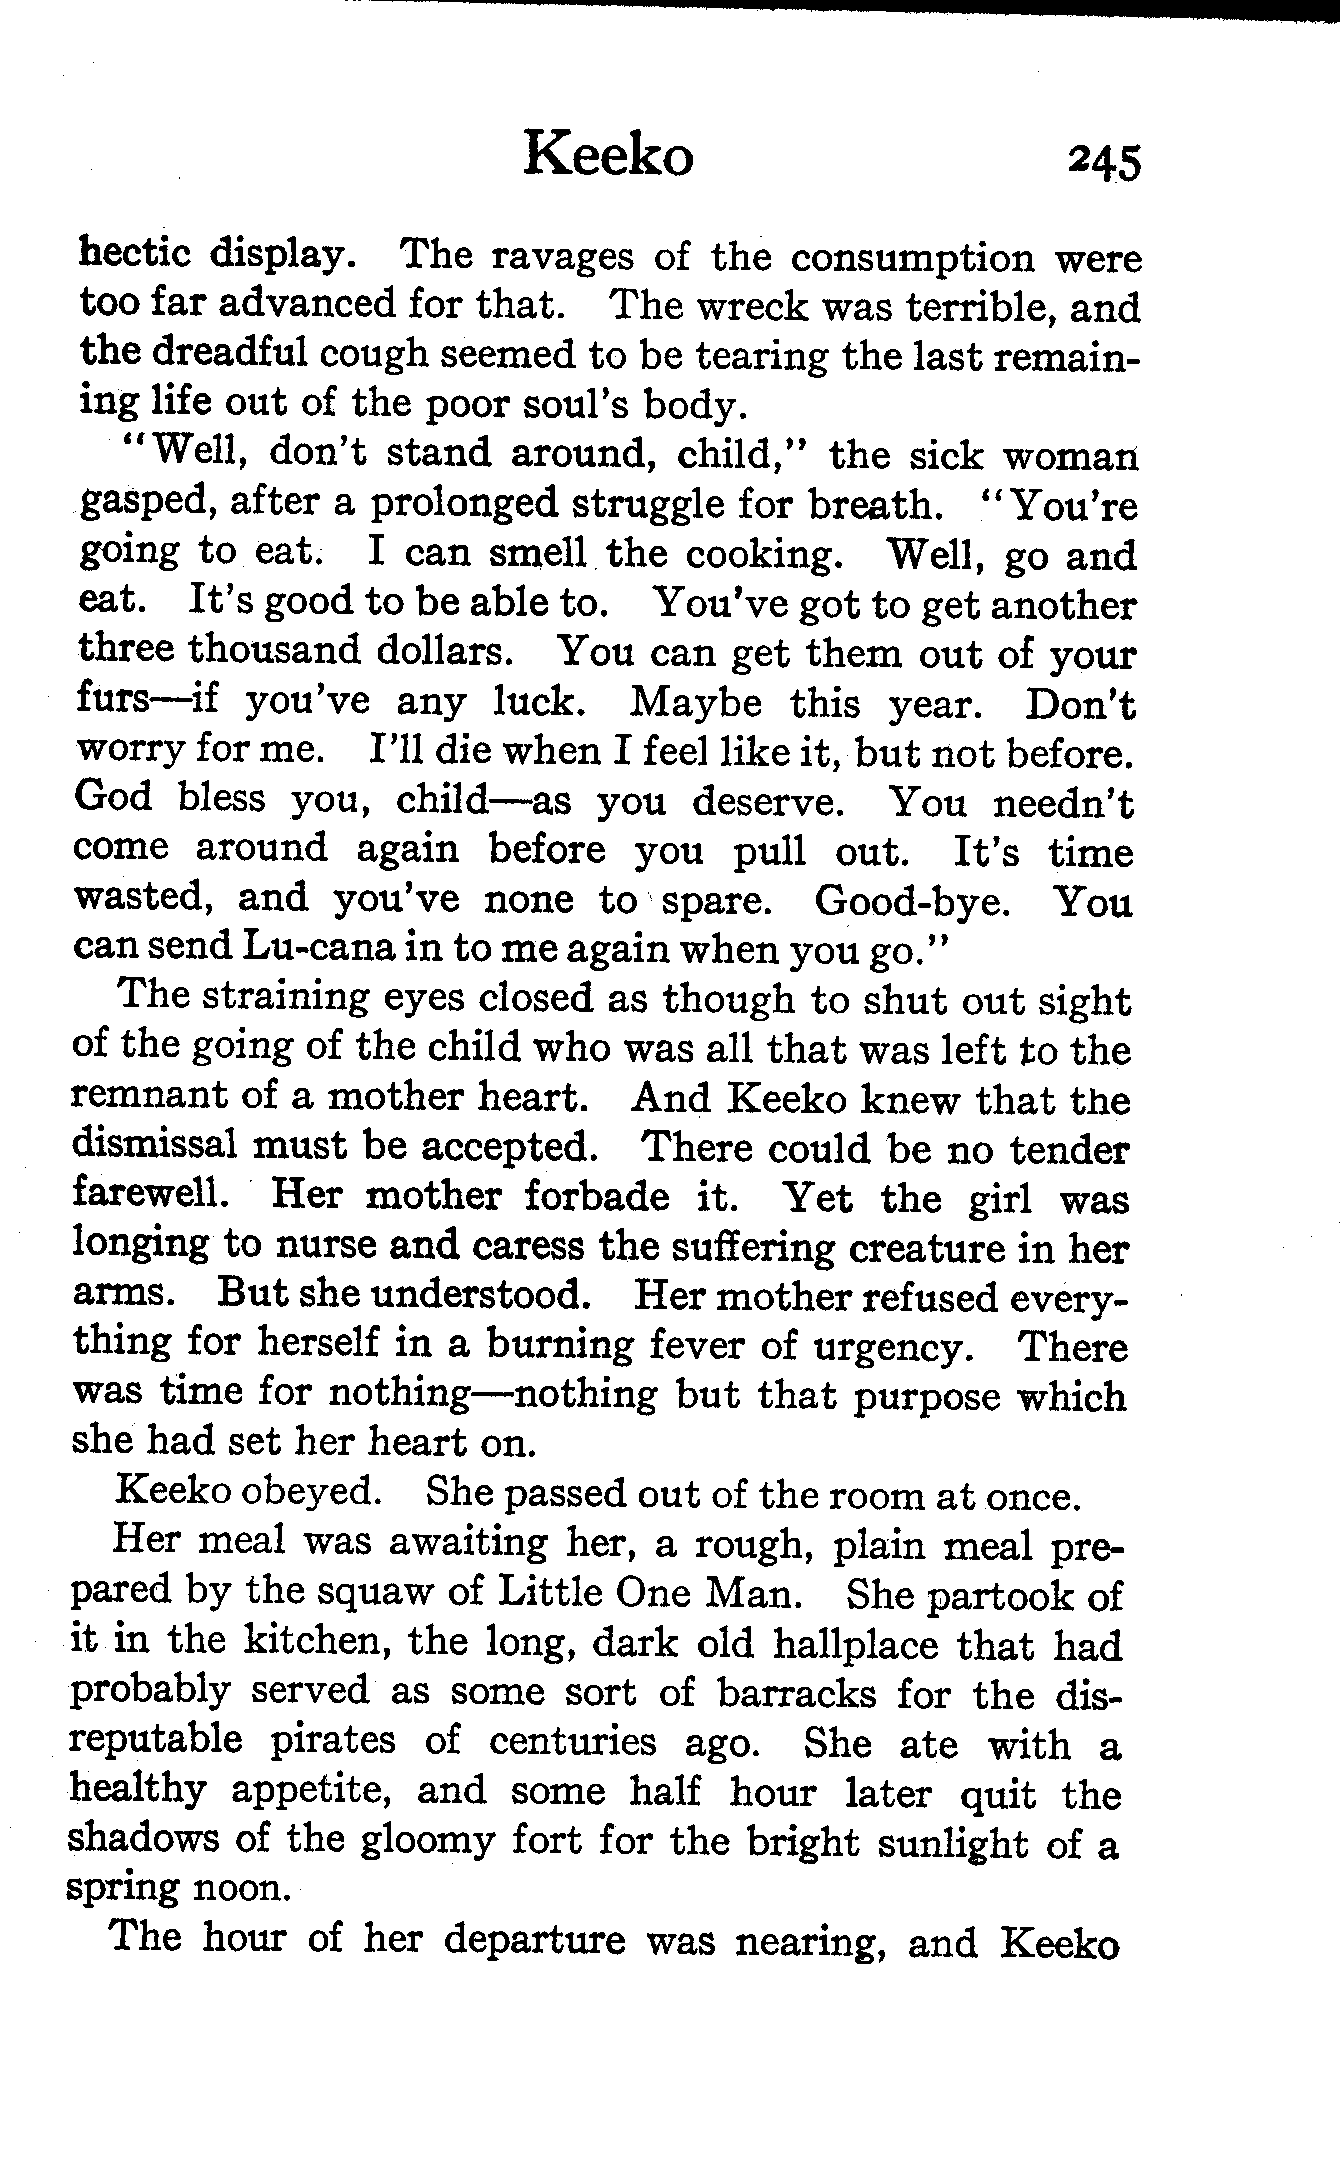 Keeko 245
hectic display. The ravages of the consumption were
too far advanced for that. The wreck was terrible, and
the dreadful cough seemed to be tearing the last remain-
ing life out of the poor soul's body.
"Well, don't stand around, child," the sick woman
gasped, after a prolonged struggle for breath. "You're
going to eat. I can smell the cooking. Well, go and
eat. It's good to be able to. You've got to get another
three thousand dollars. You can get them out of your
furs—if you've any luck. Maybe this year. Don't
worry for me. I'll die when I feel like it, but not before.
God bless you, child—as you deserve. You needn't
come around again before you pull out. It's time
wasted, and you've none to spare. Good-bye. You
can send Lu-cana in to me again when you go."
The straining eyes closed as though to shut out sight
of the going of the child who was all that was left to the
remnant of a mother heart. And Keeko knew that the
dismissal must be accepted. There could be no tender
farewell. Her mother forbade it. Yet the girl was
longing to nurse and caress the suffering creature in her
arms. But she understood. Her mother refused every-
thing for herself in a burning fever of urgency. There
was time for nothing—nothing but that purpose which
she had set her heart on.
Keeko obeyed. She passed out of the room at once.
Her meal was awaiting her, a rough, plain meal pre-
pared by the squaw of Little One Man. She partook of
it in the kitchen, the long, dark old hallplace that had
probably served as some sort of barracks for the dis-
reputable pirates of centuries ago. She ate with a
healthy appetite, and some half hour later quit the
shadows of the gloomy fort for the bright sunlight of a
spring noon.
The hour of her departure was nearing, and Keeko